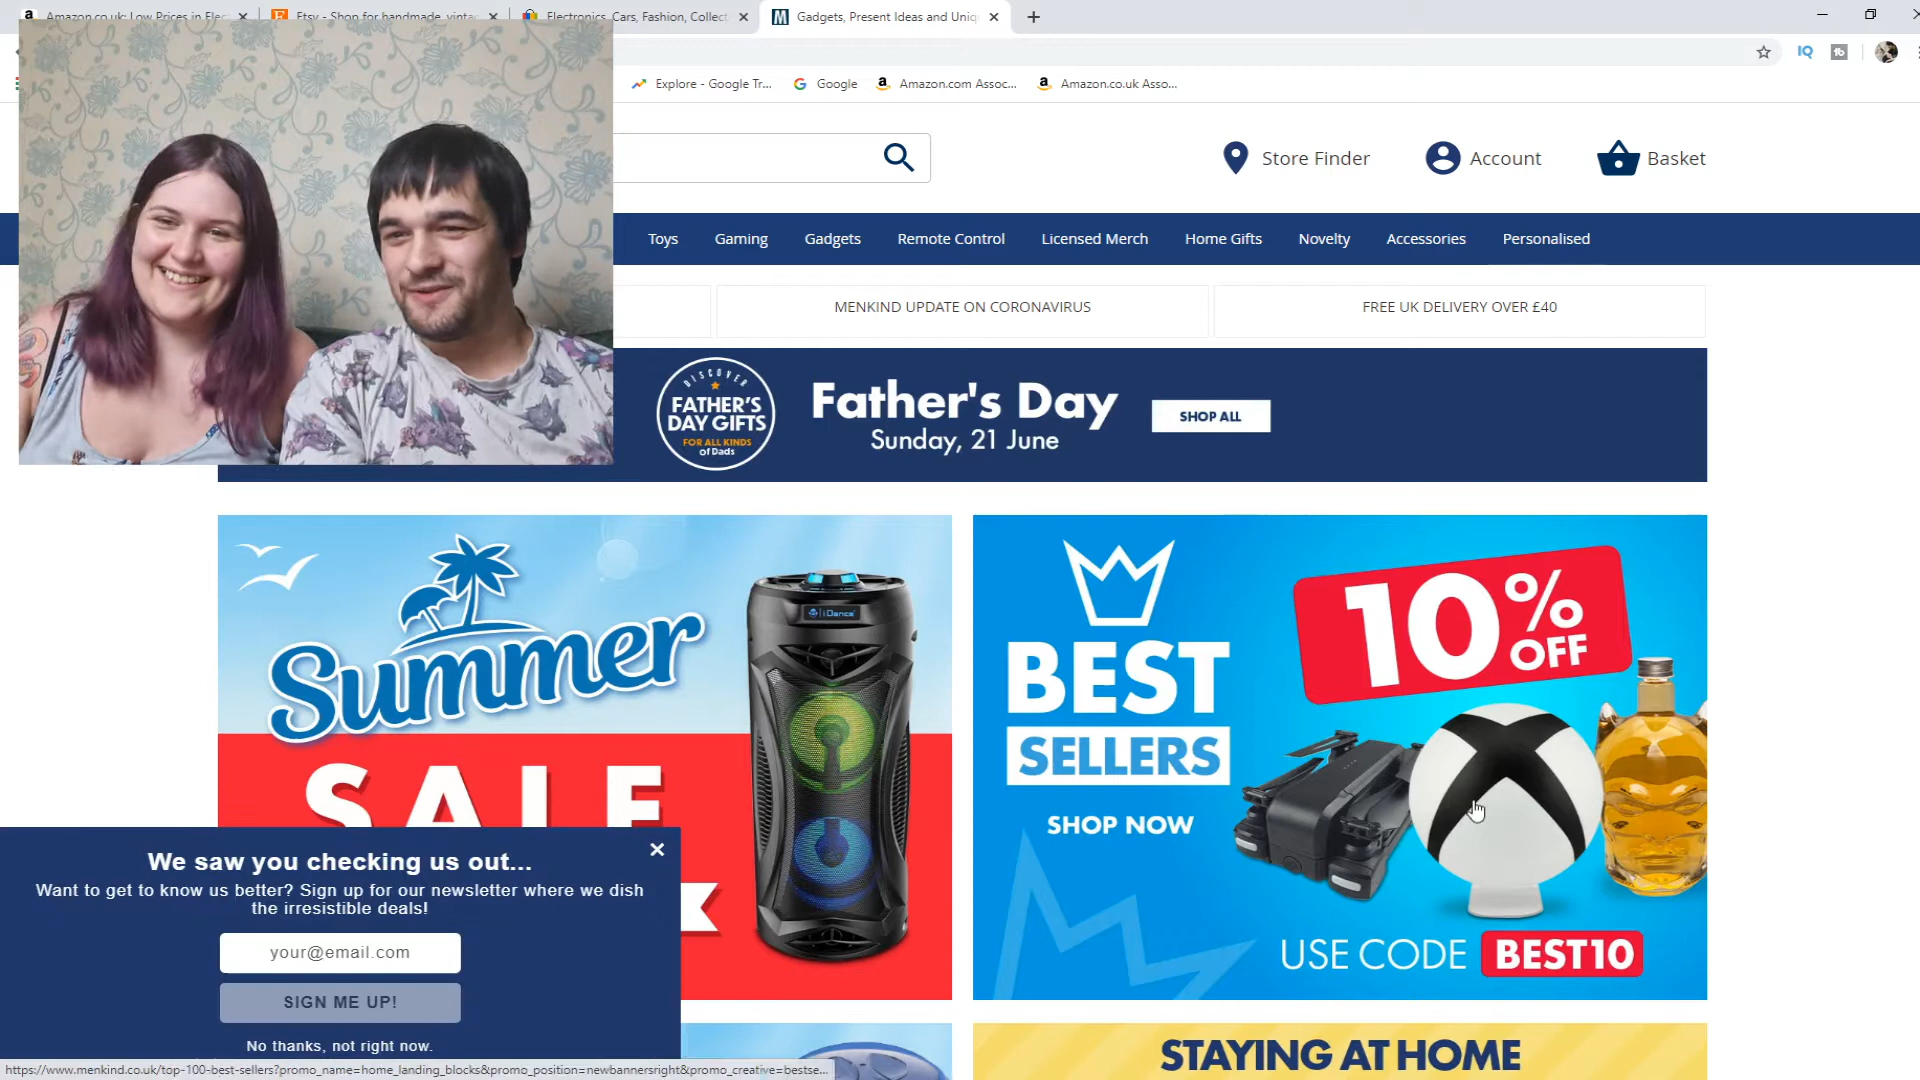 Amazon.co.uk: Low Prices in Elec
Etsy - Shop for handmade, vintag
Electronics, Cars, Fashion, Collect
Gadgets, Present Ideas and Uniq
Explore - Google Tr...
Google
Amazon.com Assoc...
Amazon.co.uk Asso...
Store Finder
Account
Basket
Toys
Gaming
Gadgets
Remote Control
Licensed Merch
Home Gifts
Novelty
Accessories
Personalised
MENKIND UPDATE ON CORONAVIRUS
FREE UK DELIVERY OVER £40
DISCOVER
FATHER'S
DAY GIFTS
FOR ALL KINDS
of Dads
Father's Day
Sunday, 21 June
SHOP ALL
Summer
SALE
iDance
BEST
SELLERS
SHOP NOW
10%
OFF
USE CODE BEST10
We saw you checking us out...
Want to get to know us better? Sign up for our newsletter where we dish
the irresistible deals!
your@email.com
SIGN ME UP!
No thanks, not right now.
STAYING AT HOME
https://www.menkind.co.uk/top-100-best-sellers?promo_name=home_landing_blocks&promo_position=newbannersright&promo_creative=bestse...